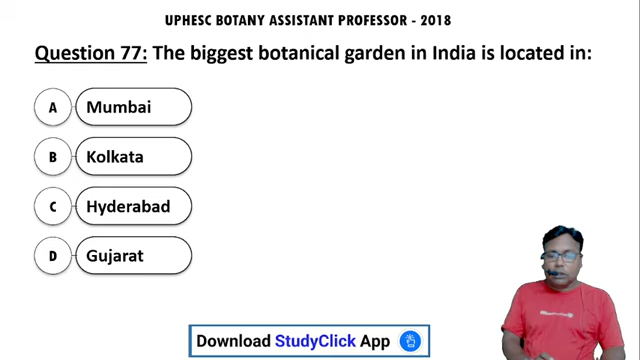 UPHESC BOTANY ASSISTANT PROFESSOR - 2018
Question 77: The biggest botanical garden in India is located in:
A Mumbai
B Kolkata
C Hyderabad
D Gujarat
Download StudyClick App